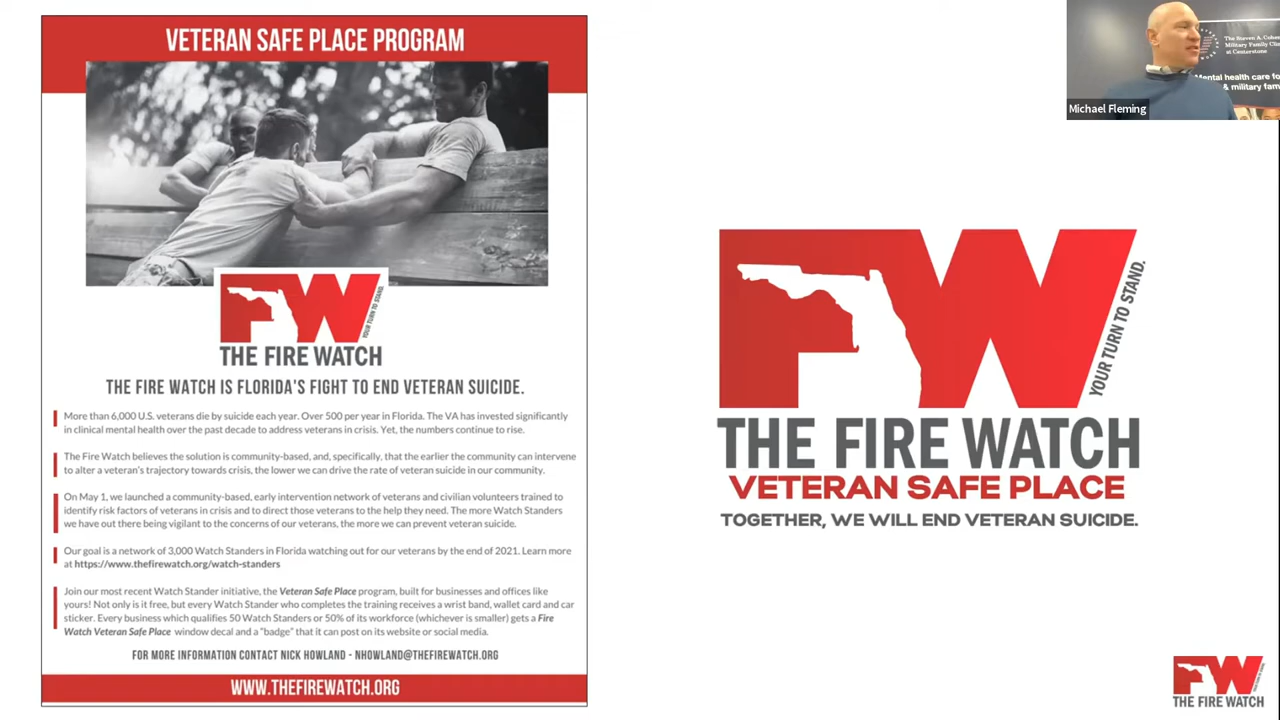 VETERAN SAFE PLACE PROGRAM
FW
YOUR TURN TO STAND.
THE FIRE WATCH
THE FIRE WATCH IS FLORIDA'S FIGHT TO END VETERAN SUICIDE.
More than 6,000 U.S. veterans die by suicide each year. Over 500 per year in Florida. The VA has invested significantly
in clinical mental health over the past decade to address veterans in crisis. Yet, the numbers continue to rise.
The Fire Watch believes the solution is community-based, and, specifically, that the earlier the community can intervene
to alter a veteran's trajectory towards crisis, the lower we can drive the rate of veteran suicide in our community.
On May 1, we launched a community-based, early intervention network of veterans and civilian volunteers trained to
identify risk factors of veterans in crisis and to direct those veterans to the help they need. The more Watch Standers
we have out there being vigilant to the concerns of our veterans, the more we can prevent veteran suicide.
Our goal is a network of 3,000 Watch Standers in Florida watching out for our veterans by the end of 2021. Learn more
at https://www.thefirewatch.org/watch-standers
Join our most recent Watch Stander initiative, the Veteran Safe Place program, built for businesses and offices like
yours! Not only is it free, but every Watch Stander who completes the training receives a wrist band, wallet card and car
sticker. Every business which qualifies 50 Watch Standers or 50% of its workforce (whichever is smaller) gets a Fire
Watch Veteran Safe Place window decal and a "badge" that it can post on its website or social media.
FOR MORE INFORMATION CONTACT NICK HOWLAND - NHOWLAND@THEFIREWATCH.ORG
WWW.THEFIREWATCH.ORG
FW
YOUR TURN TO STAND.
THE FIRE WATCH
VETERAN SAFE PLACE
TOGETHER, WE WILL END VETERAN SUICIDE.
The Steven A. Cohen
Military Family Clinic
at Centerstone
Mental health care for
& military fam
Michael Fleming
FW
THE FIRE WATCH